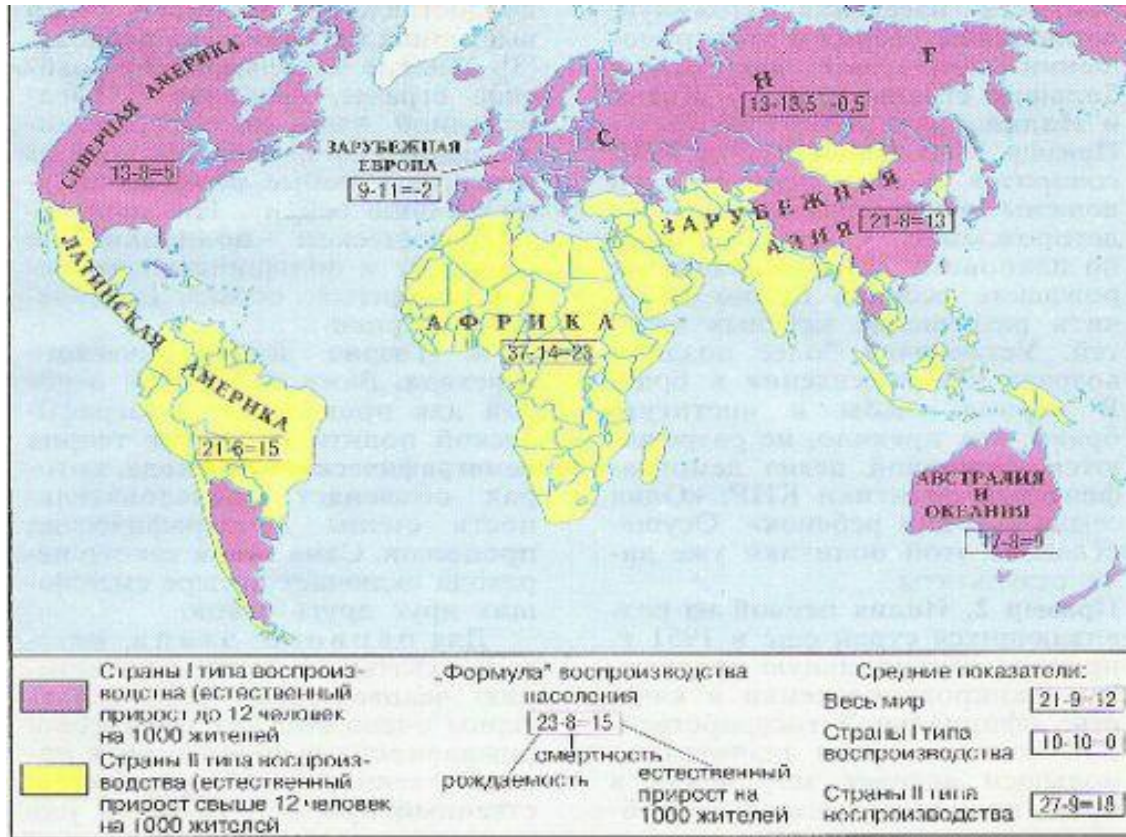 СЕВЕРНАЯ АМЕРИКА
13-8=5
ЗАРУБЕЖНАЯ
ЕВРОПА
9-11=-2
С Н Г
13-13,5 -0,5
ЗАРУБЕЖНАЯ
АЗИЯ
21-8=13
ЛАТИНСКАЯ
АМЕРИКА
21-6=15
АФРИКА
37-14=23
АВСТРАЛИЯ
И
ОКЕАНИЯ
17-8=9
Страны I типа воспроиз-
водства (естественный
прирост до 12 человек
на 1000 жителей)
Страны II типа воспроиз-
водства (естественный
прирост свыше 12 человек
на 1000 жителей
„Формула“ воспроизводства
населения
23-8=15
смертность
рождаемость
естественный
прирост на
1000 жителей
Средние показатели:
Весь мир 21-9=12
Страны I типа
воспроизводства 10-10=0
Страны II типа
воспроизводства 27-9=18